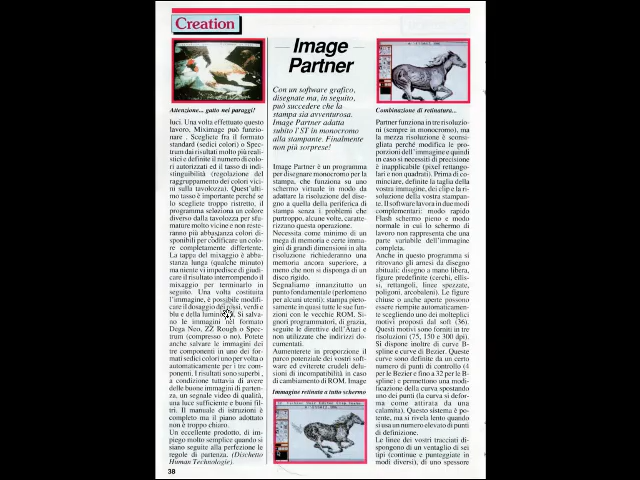 Creation
Attenzione... gatto nei paraggi!
luci. Una volta effettuato questo
lavoro, Miximage può funzio-
nare . Scegliete fra il formato
standard (sedici colori) o Spec-
trum dai risultati molto più reali-
stici e definite il numero di colo-
ri autorizzati ed il tasso di indi-
stinguibilità (regolazione del
raggruppamento dei colori vici-
ni sulla tavolozza). Quest'ulti-
mo tasso è importante perché se
lo scegliete troppo ristretto, il
programma seleziona un colore
diverso dalla tavolozza per sfu-
mature molto vicine e non reste-
ranno più abbastanza colori di-
sponibili per codificare un colo-
re completamente differente.
La tappa del mixaggio è abba-
stanza lunga (qualche minuto)
ma niente vi impedisce di giudi-
care il risultato interrompendo il
mixaggio per terminarlo in
seguito. Una volta costituita
l'immagine, è possibile modifi-
care il dosaggio dei rossi, verdi e
blu e della Si salva-
no le immagini nel formato
Dega Neo, ZZ Rough o Spec-
trum (compresso o no). Potete
anche salvare le immagini dei
tre componenti in uno dei for-
mati sedici colori uno per volta o
automaticamente per i tre com-
ponenti. I risultati sono superbi ,
a condizione tuttavia di avere
delle buone immagini di parten-
za, un segnale video di qualità,
una luce sufficiente e buoni fil-
tri. Il manuale di istruzioni è
completo ma il piano adottato
non è troppo chiaro.
Un eccellente prodotto, di im-
piego molto semplice quando si
siano seguite alla perfezione le
regole di partenza. (Dischetto
Human Technologie).
38
Image
Partner
Con un software grafico,
disegnate ma, in seguito,
può succedere che la
stampa sia avventurosa.
Image Partner adatta
subito l'ST in monocromo
alla stampante. Finalmente
non più sorprese!
Image Partner è un programma
per disegnare monocromo per la
stampa, che funziona su uno
schermo virtuale in modo da
adattare la risoluzione del dise-
gno a quella della periferica di
stampa senza i problemi che
purtroppo, alcune volte, caratte-
rizzano questa operazione.
Necessita come minimo di un
mega di memoria e certe imma-
gini di grandi dimensioni in alta
risoluzione richiederanno una
memoria ancora superiore, a
meno che non si disponga di un
disco rigido.
Segnaliamo innanzitutto un
punto fondamentale (perlomeno
per alcuni utenti): stampa pieto-
samente in quasi tutte le sue fun-
zioni con le vecchie ROM. Si-
gnori programmatori, di grazia,
seguite le direttive dell'Atari e
non utilizzate che indirizzi do-
cumentati.
Aumenterete in proporzione il
parco potenziale dei vostri soft-
ware ed eviterete crudeli delu-
sioni di incompatibilità in caso
di cambiamento di ROM. Image
Immagine retinata a tutto schermo
Combinazione di retinatura...
Partner funziona in tre risoluzio-
ni (sempre in monocromo), ma
la mezza risoluzione è sconsi-
gliata perché modifica le pro-
porzioni dell'immagine e quindi
in caso si necessiti di precisione
è inapplicabile (pixel rettango-
lari e non quadrati). Prima di co-
minciare, definite la taglia della
vostra immagine, dei clip e la ri-
soluzione della vostra stampan-
te. Il software lavora in due modi
complementari: modo rapido
Flash schermo pieno e modo
normale in cui lo schermo di
lavoro non rappresenta che una
parte variabile dell'immagine
completa.
Anche in questo programma si
ritrovano gli arnesi da disegno
abituali: disegno a mano libera,
figure predefinite (cerchi, ellis-
si, rettangoli, linee spezzate,
poligoni, arcobaleni). Le figure
chiuse o anche aperte possono
essere riempite automaticamen-
te scegliendo uno dei molteplici
motivi proposti dal soft (36).
Questi motivi sono forniti in tre
risoluzioni (75, 150 e 300 dpi).
Si dispone inoltre di curve B-
spline e curve di Bezier. Queste
curve sono definite da un certo
numero di punti di controllo (4
per le Bezier e fino a 32 per le B-
spline) e permettono una modi-
ficazione della curva spostando
uno dei punti (la curva si defor-
ma come attirata da una
calamita). Questo sistema è po-
tente, ma si rivela lento quando
si usa un numero elevato di punti
di definizione.
Le linee dei vostri tracciati di-
spongono di un ventaglio di sei
tipi (continue e punteggiate in
modi diversi), di uno spessore